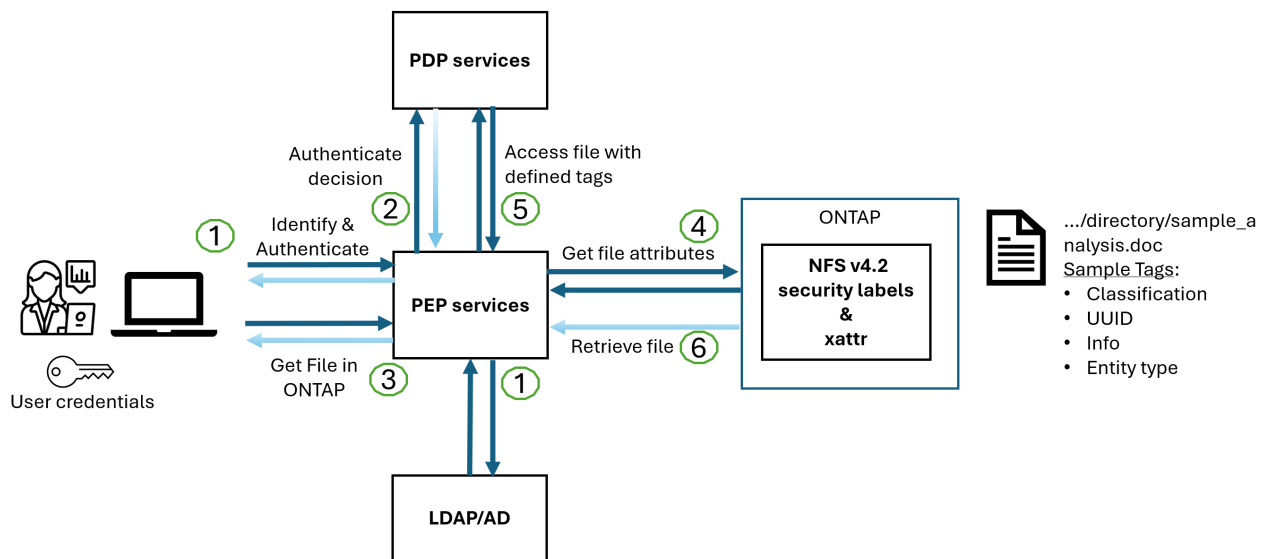 PDP services
Authenticate
decision
2
Access file with
defined tags
5
1
Identify &
Authenticate
PEP services
Get File in
ONTAP
3
User credentials
Get file attributes
4
Retrieve file
6
1
LDAP/AD
ONTAP
NFS v4.2
security labels
&
xattr
.../directory/sample_a
nalysis.doc
Sample Tags:
• Classification
• UUID
• Info
• Entity type